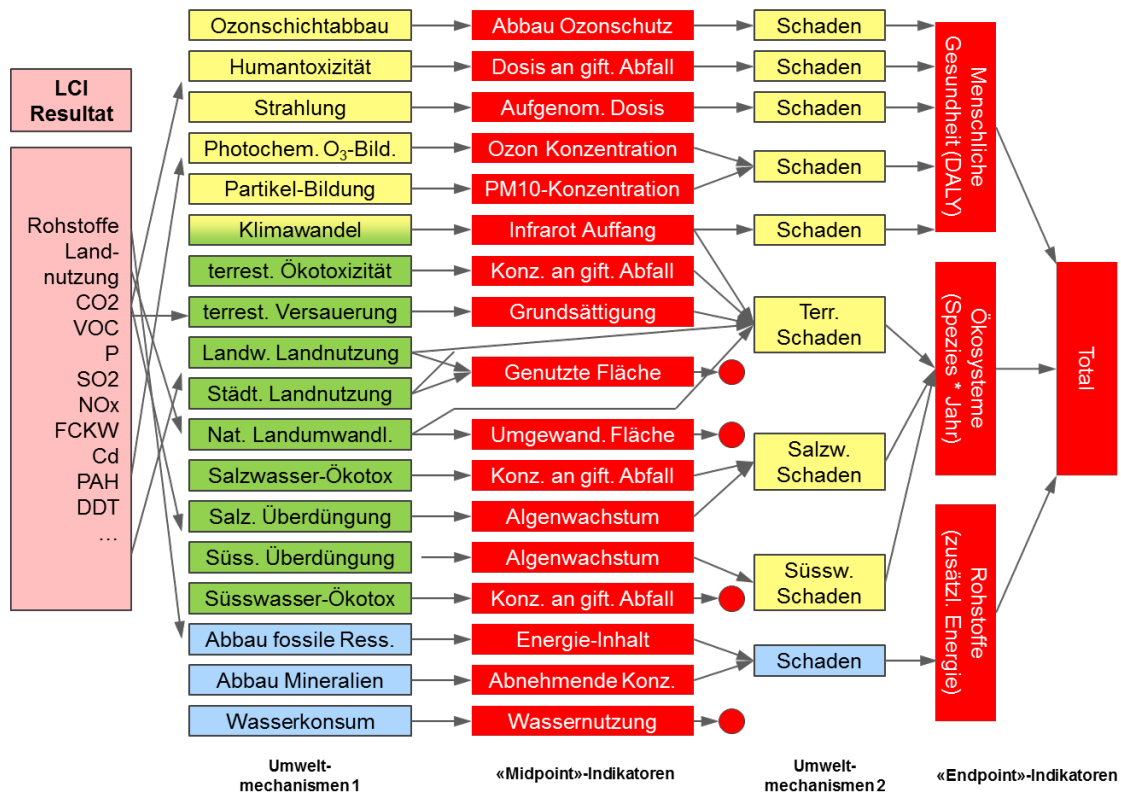 LCI
Resultat
Rohstoffe
Land-
nutzung
CO2
VOC
P
SO2
NOx
FCKW
Cd
PAH
DDT
…
Ozonschichtabbau
Humantoxizität
Strahlung
Photochem. O₃-Bild.
Partikel-Bildung
Klimawandel
terrest. Ökotoxizität
terrest. Versauerung
Landw. Landnutzung
Städt. Landnutzung
Nat. Landumwandl.
Salzwasser-Ökotox
Salz. Überdüngung
Süss. Überdüngung
Süsswasser-Ökotox
Abbau fossile Ress.
Abbau Mineralien
Wasserkonsum
Umwelt-
mechanismen 1
Abbau Ozonschutz
Dosis an gift. Abfall
Aufgenom. Dosis
Ozon Konzentration
PM10-Konzentration
Infrarot Auffang
Konz. an gift. Abfall
Grundsättigung
Genutzte Fläche
Umgewand. Fläche
Konz. an gift. Abfall
Algenwachstum
Algenwachstum
Konz. an gift. Abfall
Energie-Inhalt
Abnehmende Konz.
Wassernutzung
«Midpoint»-Indikatoren
Schaden
Schaden
Schaden
Schaden
Schaden
Terr.
Schaden
Salzw.
Schaden
Süssw.
Schaden
Schaden
Umwelt-
mechanismen 2
Menschliche
Gesundheit (DALY)
Ökosysteme
(Spezies * Jahr)
Rohstoffe
(zusätzl. Energie)
«Endpoint»-Indikatoren
Total